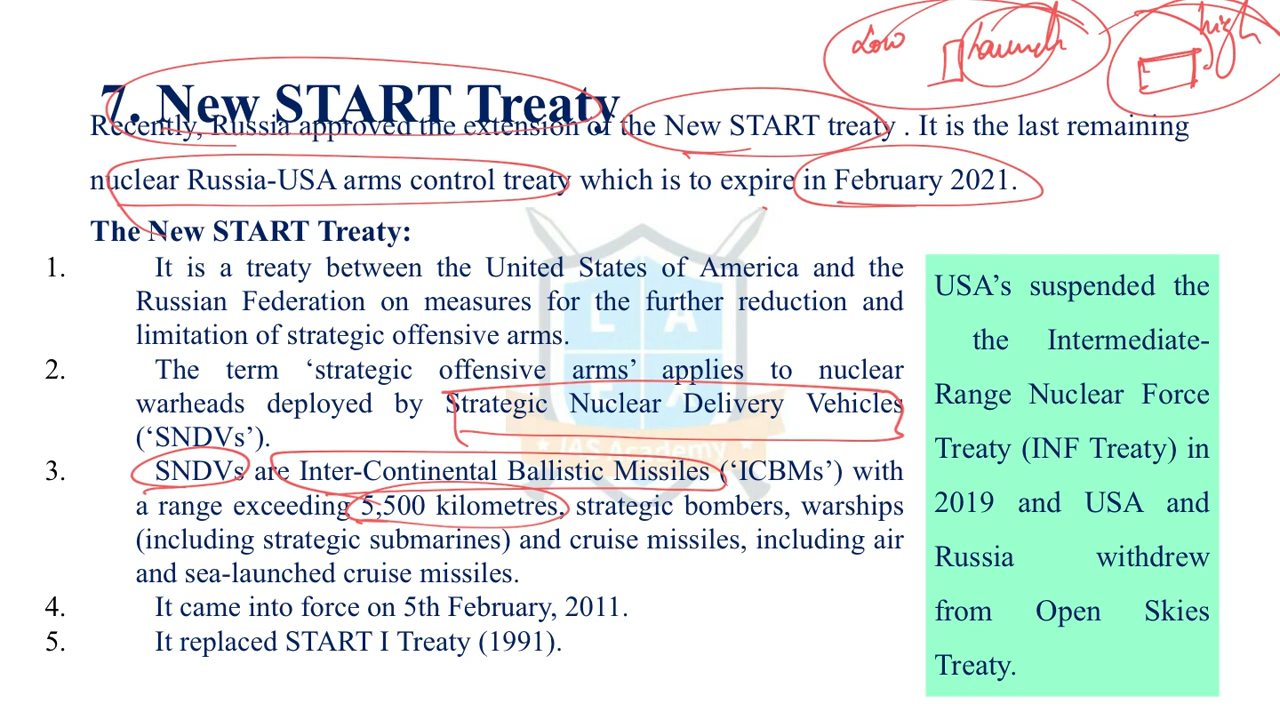 Low
Launch
high
7. New START Treaty
Recently, Russia approved the extension of the New START treaty . It is the last remaining
nuclear Russia-USA arms control treaty which is to expire in February 2021.
The New START Treaty:
1. It is a treaty between the United States of America and the
Russian Federation on measures for the further reduction and
limitation of strategic offensive arms.
2. The term ‘strategic offensive arms’ applies to nuclear
warheads deployed by Strategic Nuclear Delivery Vehicles
(‘SNDVs’).
3. SNDVs are Inter-Continental Ballistic Missiles (‘ICBMs’) with
a range exceeding 5,500 kilometres, strategic bombers, warships
(including strategic submarines) and cruise missiles, including air
and sea-launched cruise missiles.
4. It came into force on 5th February, 2011.
5. It replaced START I Treaty (1991).
USA’s suspended the
the Intermediate-
Range Nuclear Force
Treaty (INF Treaty) in
2019 and USA and
Russia withdrew
from Open Skies
Treaty.
L A
IAS Academy